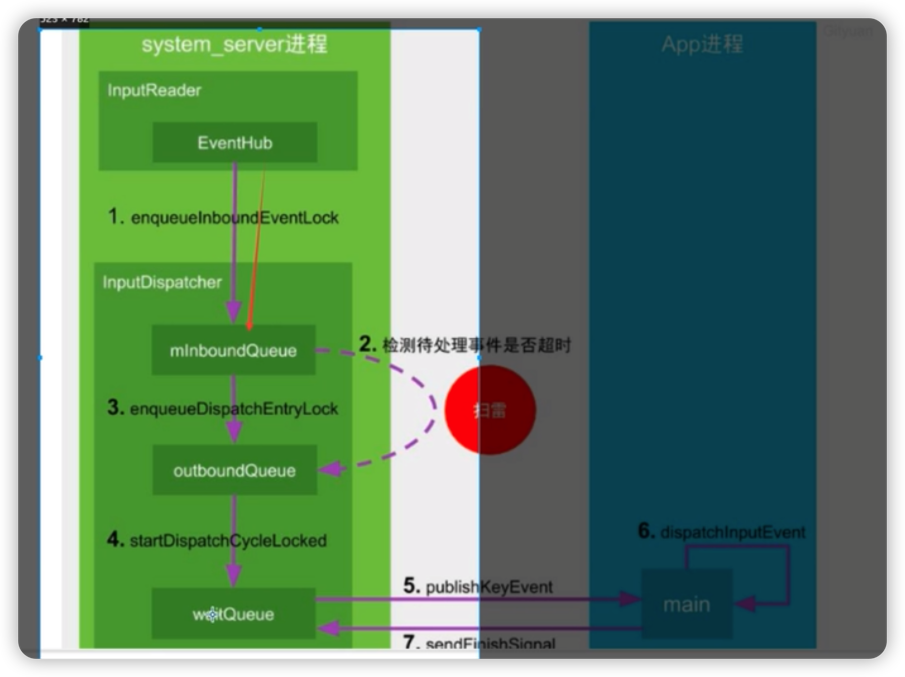 system_server进程
App进程
InputReader
EventHub
1. enqueueInboundEventLock
InputDispatcher
mInboundQueue
2. 检测待处理事件是否超时
扫雷
3. enqueueDispatchEntryLock
outboundQueue
4. startDispatchCycleLocked
6. dispatchInputEvent
5. publishKeyEvent
main
waitQueue
7. sendFinishSignal